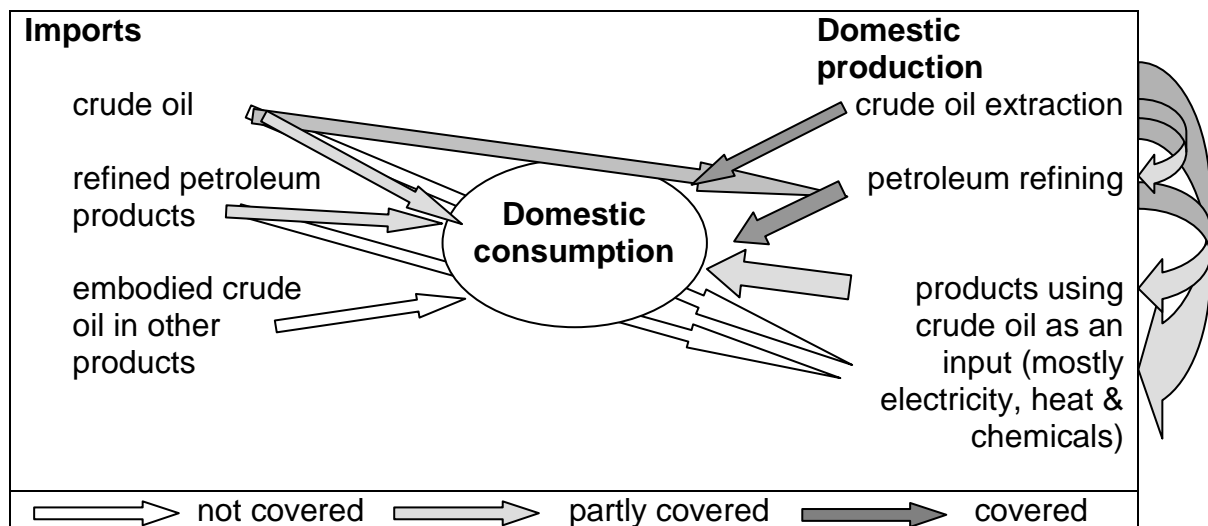 Imports
crude oil
refined petroleum
products
embodied crude
oil in other
products
Domestic
consumption
Domestic
production
crude oil extraction
petroleum refining
products using
crude oil as an
input (mostly
electricity, heat &
chemicals)
not covered
partly covered
covered